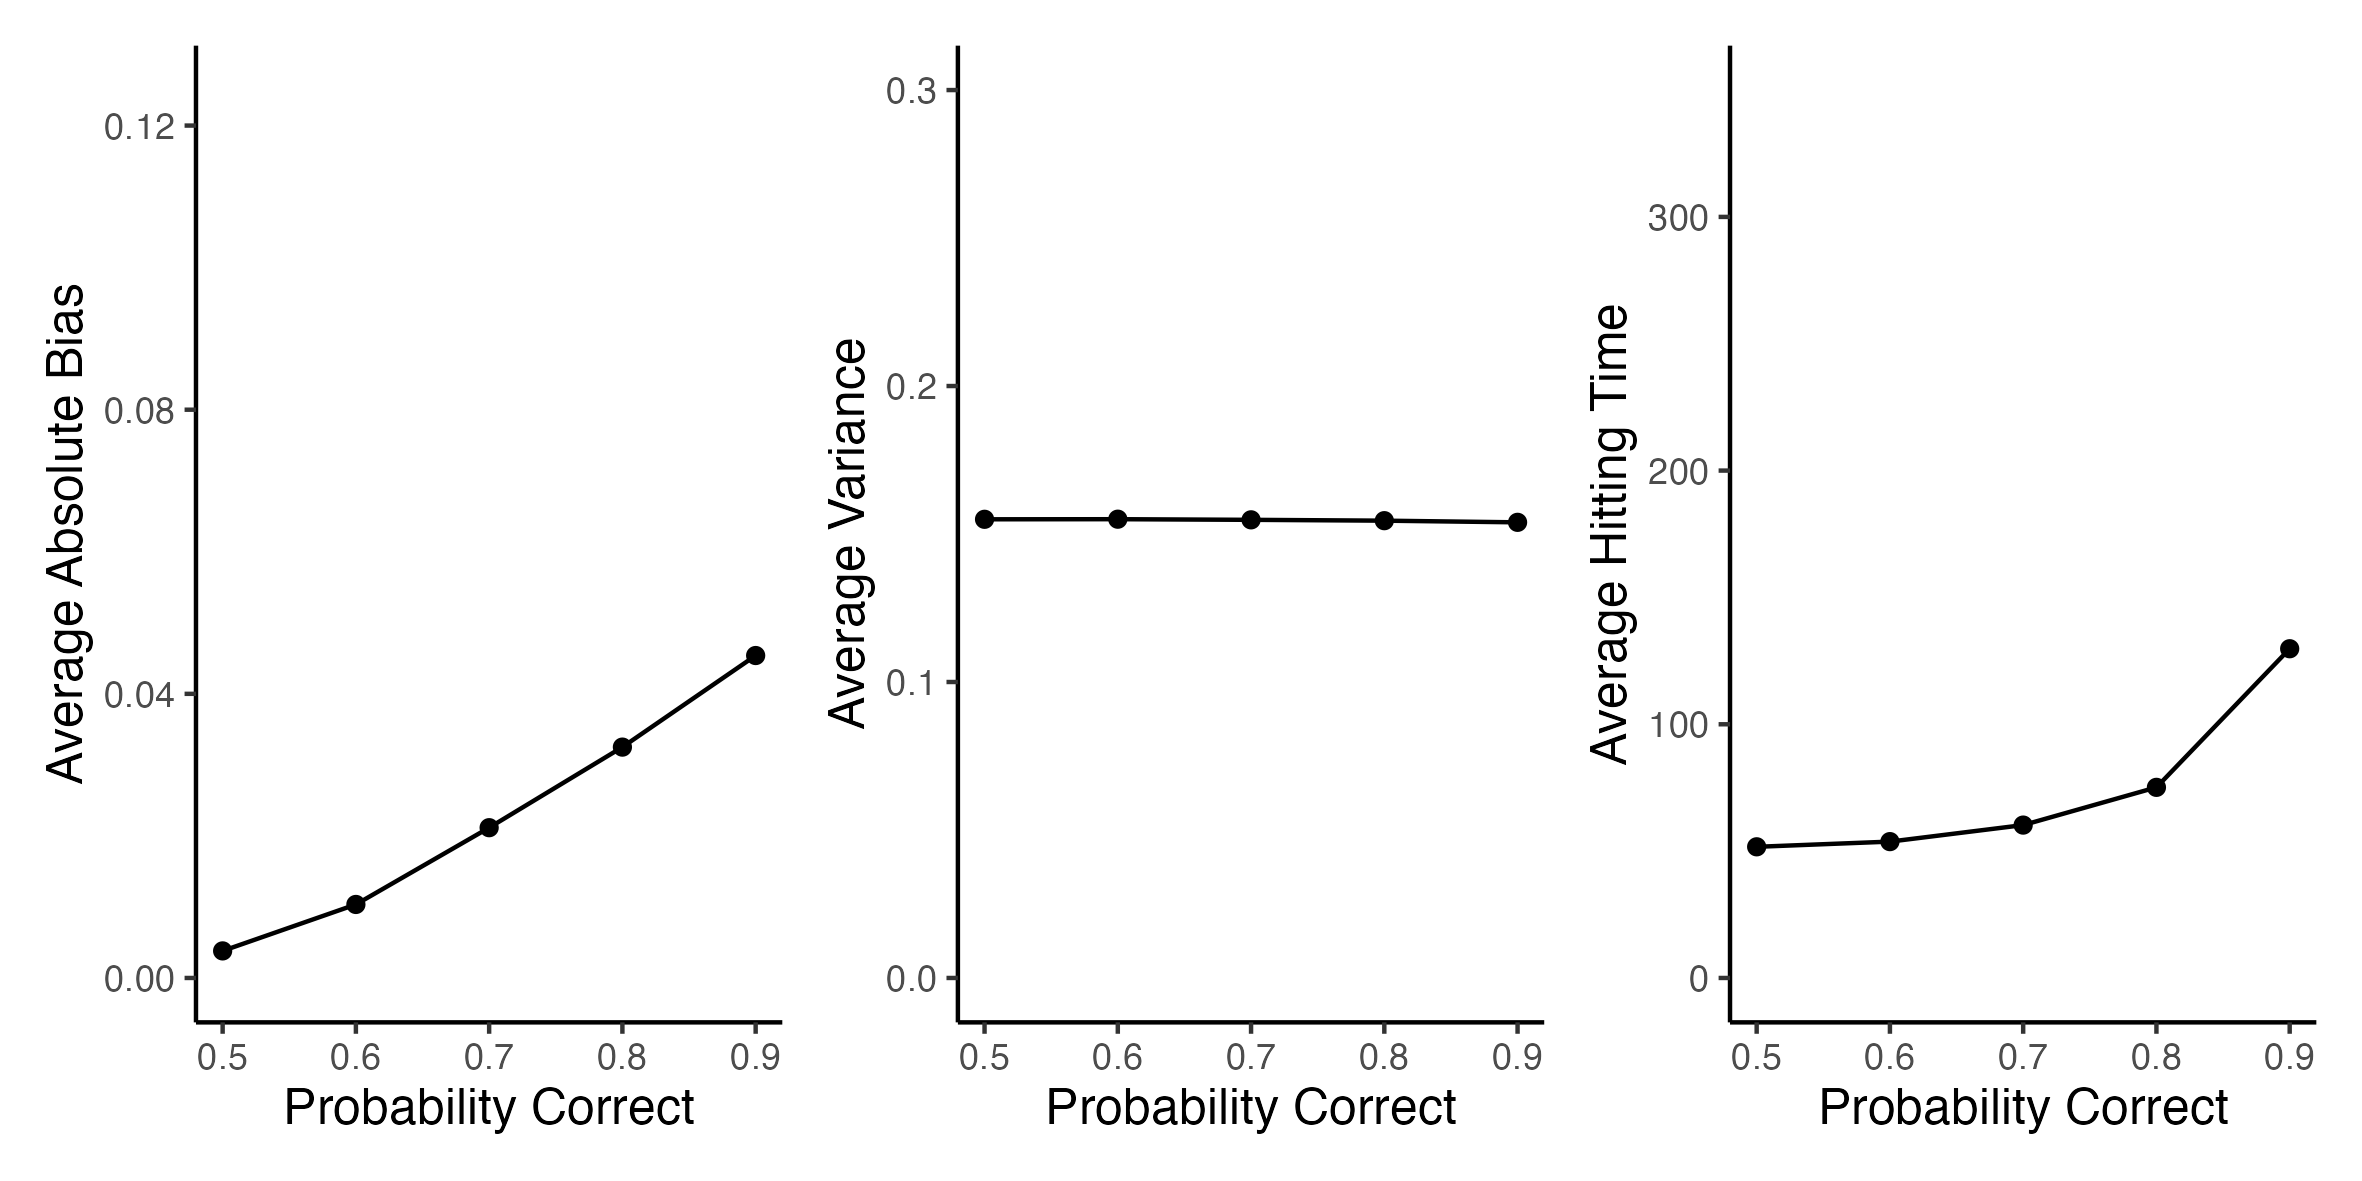 Average Absolute Bias
0.12
0.08
0.04
0.00
0.5 0.6 0.7 0.8 0.9
Probability Correct
Average Variance
0.3
0.2
0.1
0.0
0.5 0.6 0.7 0.8 0.9
Probability Correct
Average Hitting Time
300
200
100
0
0.5 0.6 0.7 0.8 0.9
Probability Correct